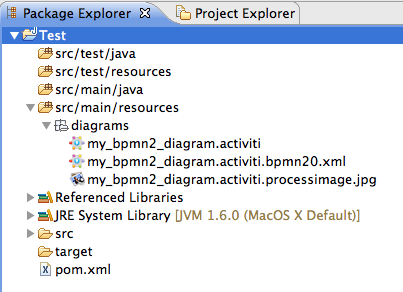 Package Explorer Project Explorer
Test
src/test/java
src/test/resources
src/main/java
src/main/resources
diagrams
my_bpmn2_diagram.activiti
my_bpmn2_diagram.activiti.bpmn20.xml
my_bpmn2_diagram.activiti.processimage.jpg
Referenced Libraries
JRE System Library [JVM 1.6.0 (MacOS X Default)]
src
target
pom.xml